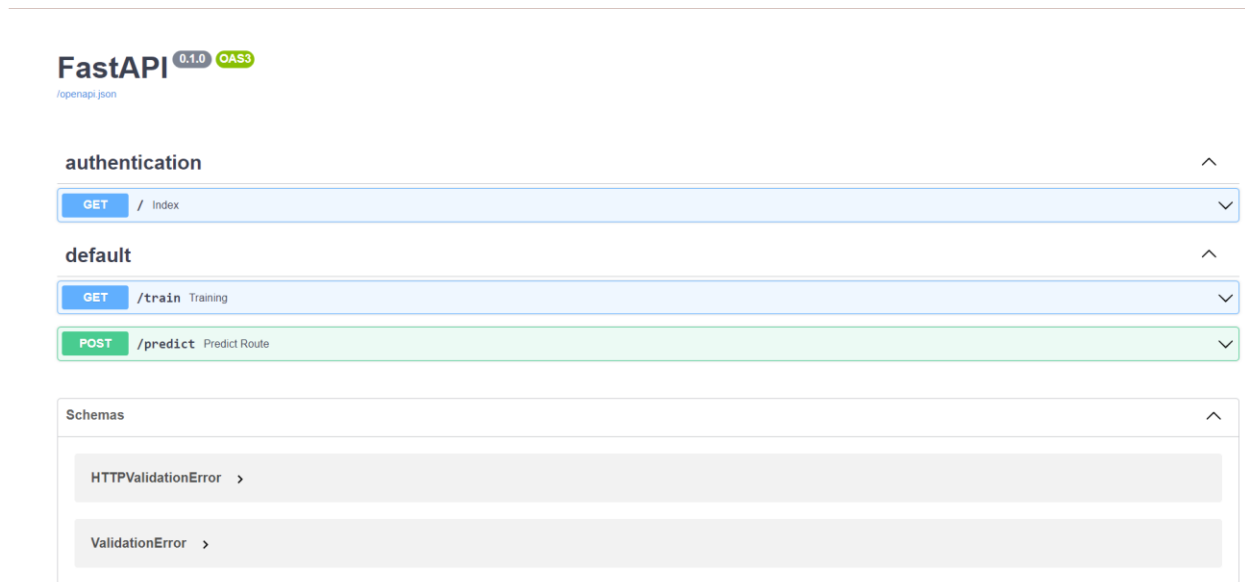 FastAPI 0.1.0 OAS3
/openapi.json
authentication
GET / Index
default
GET /train Training
POST /predict Predict Route
Schemas
HTTPValidationError
ValidationError